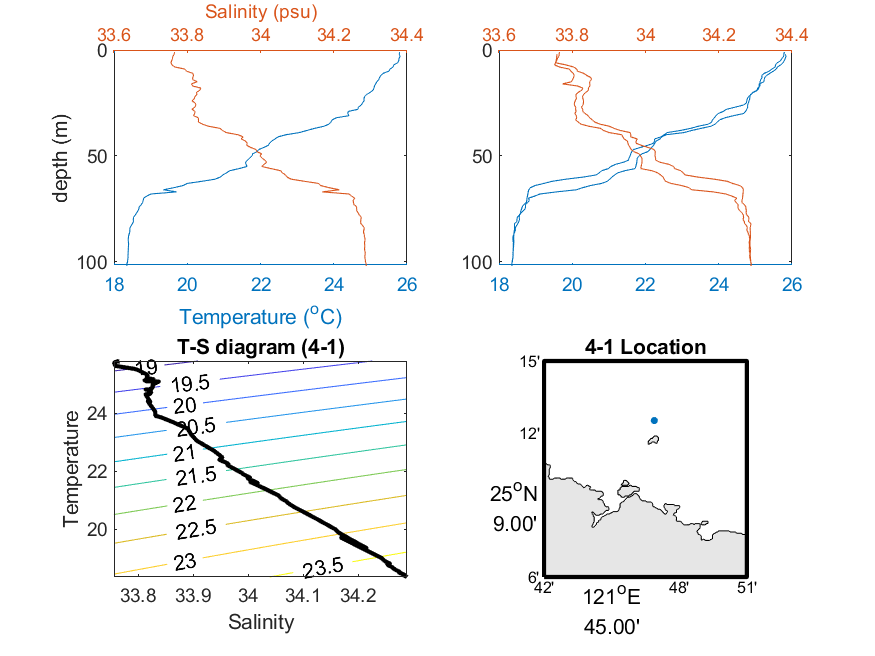 Salinity (psu)
33.6 33.8 34 34.2 34.4
33.6 33.8 34 34.2 34.4
0
50
100
depth (m)
0
50
100
18 20 22 24 26
18 20 22 24 26
Temperature (°C)
T-S diagram (4-1)
4-1 Location
19
19.5
20
20.5
21
21.5
22
22.5
23
23.5
24
22
20
Temperature
33.8 33.9 34 34.1 34.2
Salinity
15'
12'
25°N
9.00'
6'
42' 48' 51'
121°E
45.00'